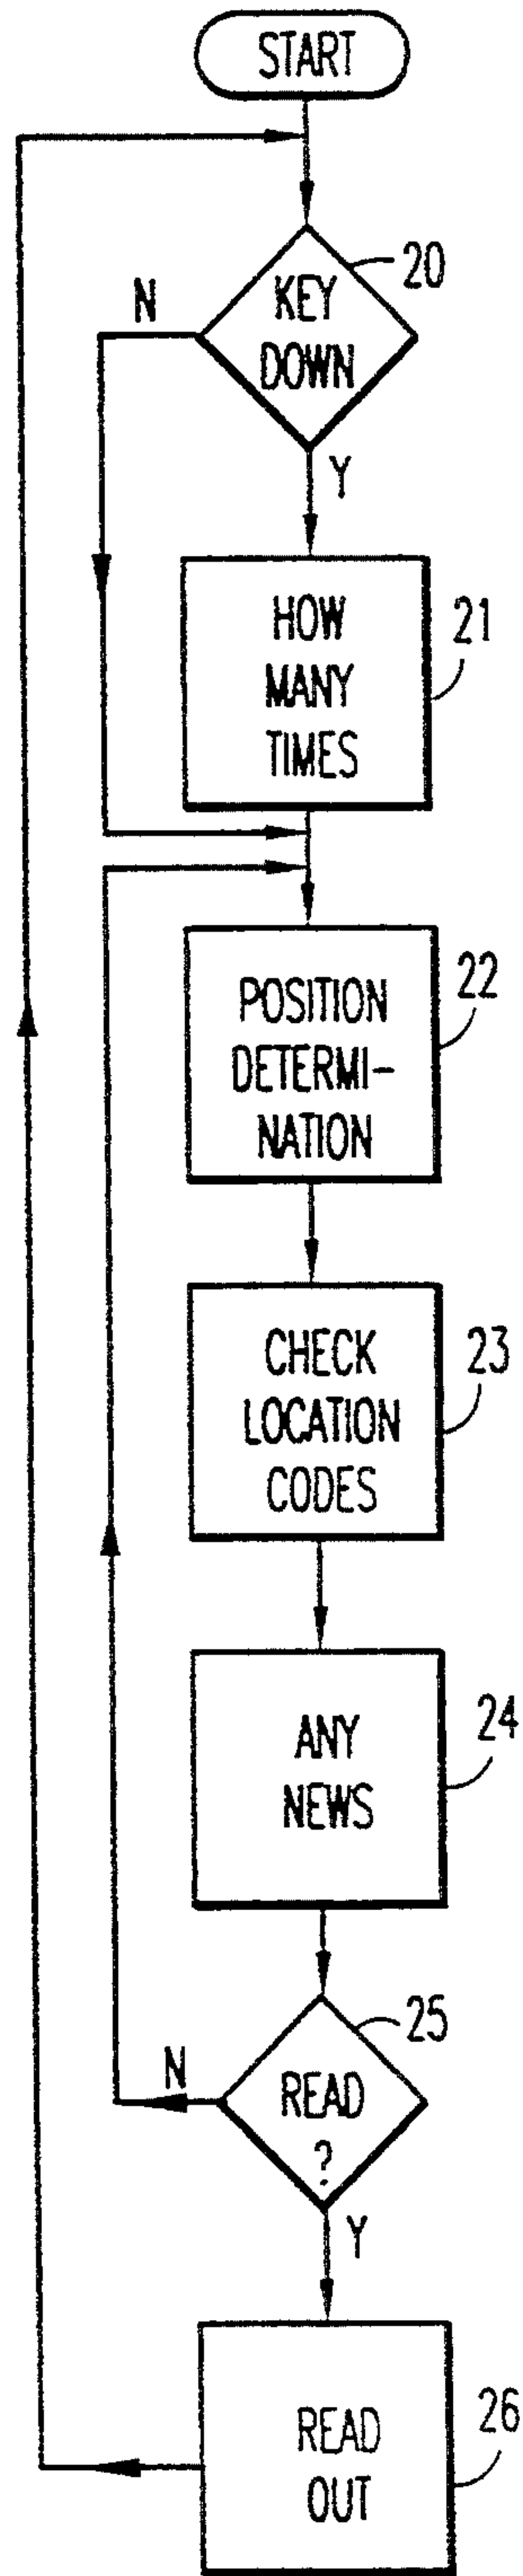 START
20
KEY
DOWN
N
Y
HOW
MANY
TIMES
21
POSITION
DETERMI-
NATION
22
CHECK
LOCATION
CODES
23
ANY
NEWS
24
25
READ
?
N
Y
READ
OUT
26